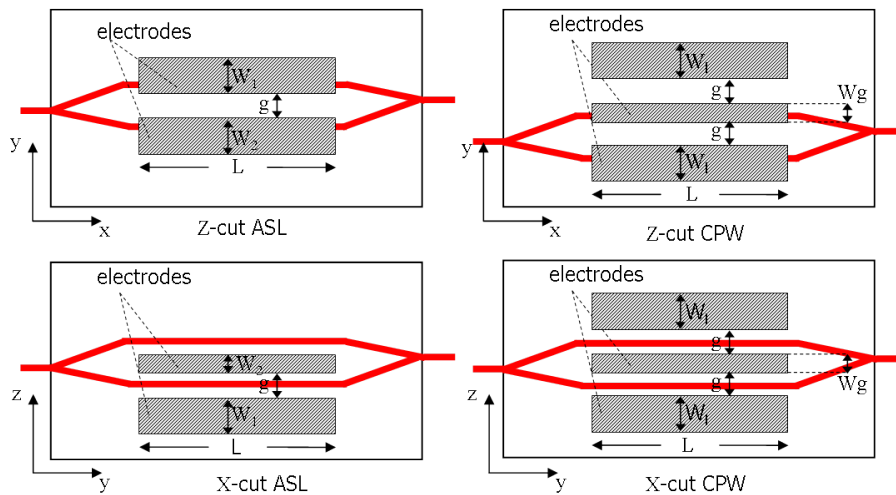 electrodes
W₁
g
W₂
L
y
x
Z-cut ASL
electrodes
W₁
g
Wg
g
W₁
L
y
x
Z-cut CPW
electrodes
W₂
g
W₁
L
z
y
X-cut ASL
electrodes
W₁
g
g
Wg
W₁
L
z
y
X-cut CPW